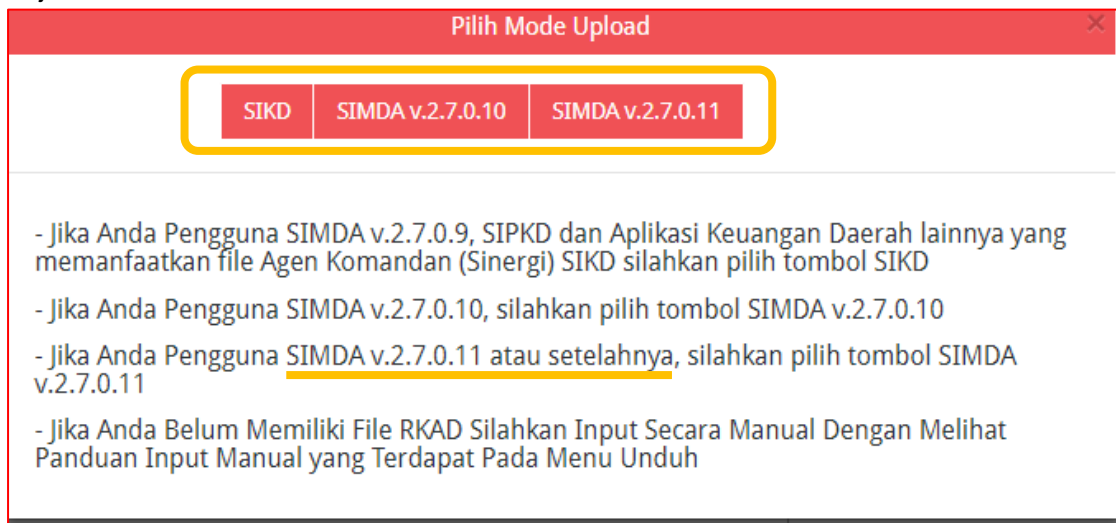 Pilih Mode Upload ×
SIKD SIMDA v.2.7.0.10 SIMDA v.2.7.0.11
- Jika Anda Pengguna SIMDA v.2.7.0.9, SIPKD dan Aplikasi Keuangan Daerah lainnya yang
memanfaatkan file Agen Komandan (Sinergi) SIKD silahkan pilih tombol SIKD
- Jika Anda Pengguna SIMDA v.2.7.0.10, silahkan pilih tombol SIMDA v.2.7.0.10
- Jika Anda Pengguna SIMDA v.2.7.0.11 atau setelahnya, silahkan pilih tombol SIMDA
v.2.7.0.11
- Jika Anda Belum Memiliki File RKAD Silahkan Input Secara Manual Dengan Melihat
Panduan Input Manual yang Terdapat Pada Menu Unduh